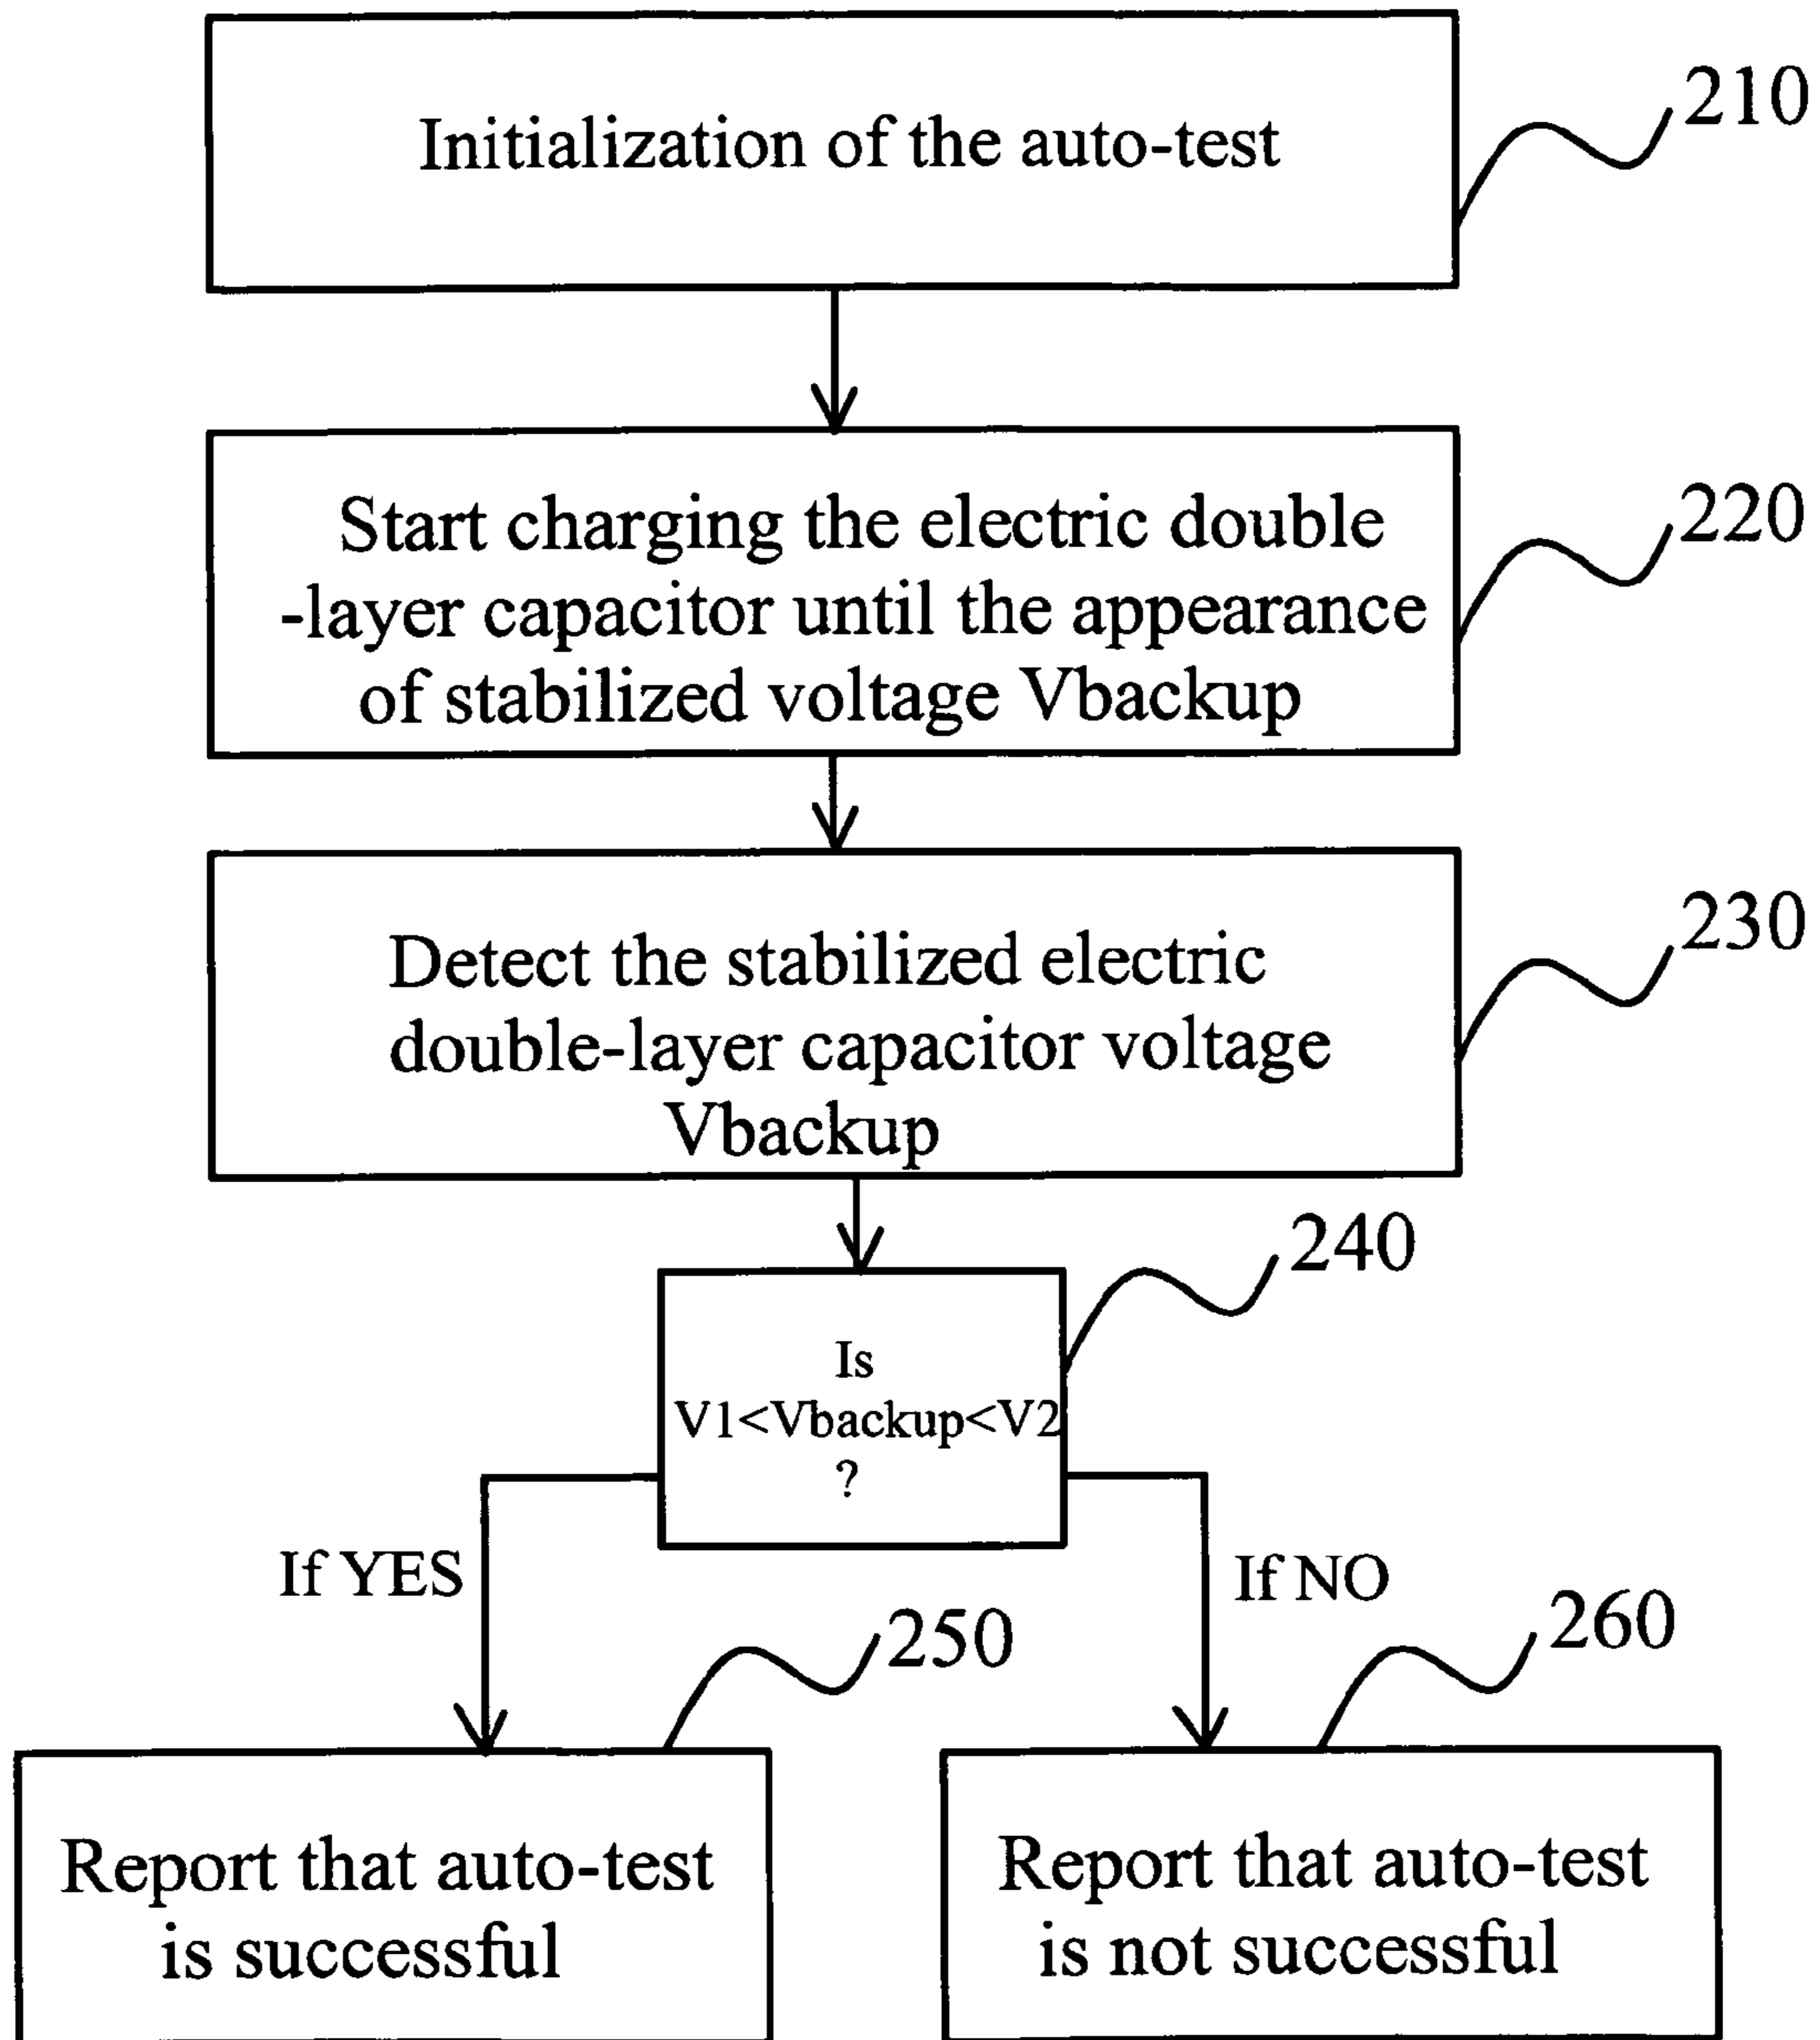 Initialization of the auto-test
210
Start charging the electric double
-layer capacitor until the appearance
of stabilized voltage Vbackup
220
Detect the stabilized electric
double-layer capacitor voltage
Vbackup
230
240
Is
V1<Vbackup<V2
?
If YES
If NO
250
260
Report that auto-test
is successful
Report that auto-test
is not successful